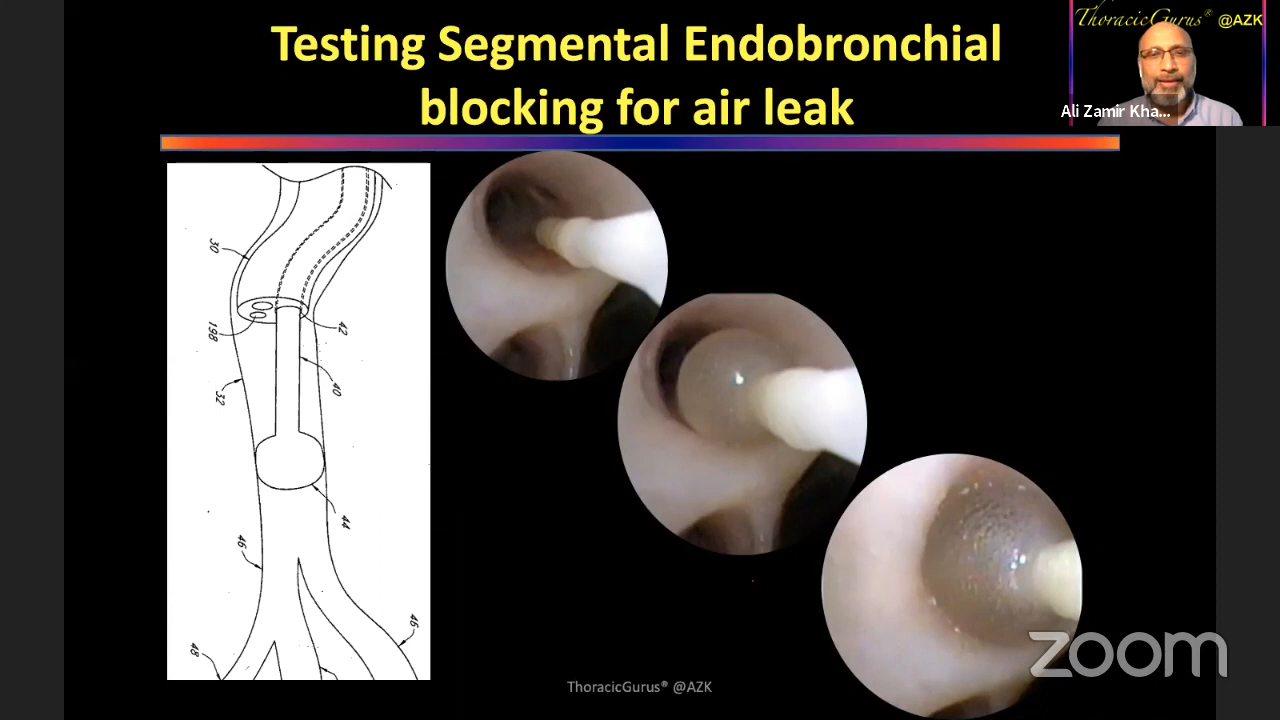 Testing Segmental Endobronchial
blocking for air leak
ThoracicGurus® @AZK
Ali Zamir Kha...
30
198
42
32
40
44
46
46
48
zoom
ThoracicGurus® @AZK